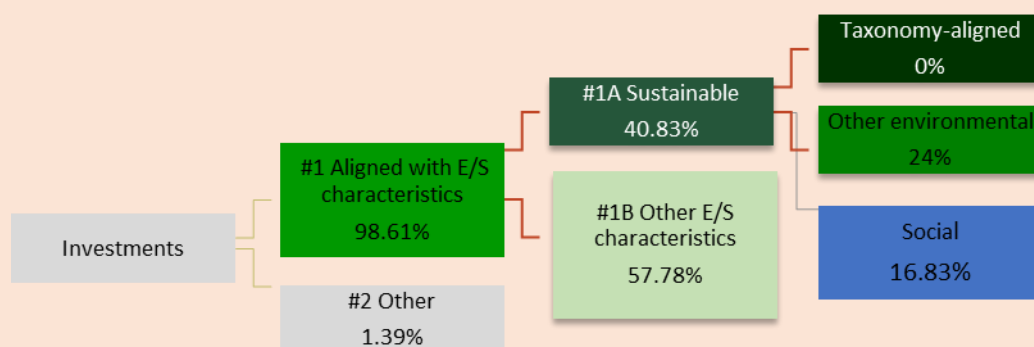 Taxonomy-aligned
0%
#1A Sustainable
40.83%
Other environmental
24%
#1 Aligned with E/S
characteristics
98.61%
#1B Other E/S
characteristics
57.78%
Social
16.83%
Investments
#2 Other
1.39%